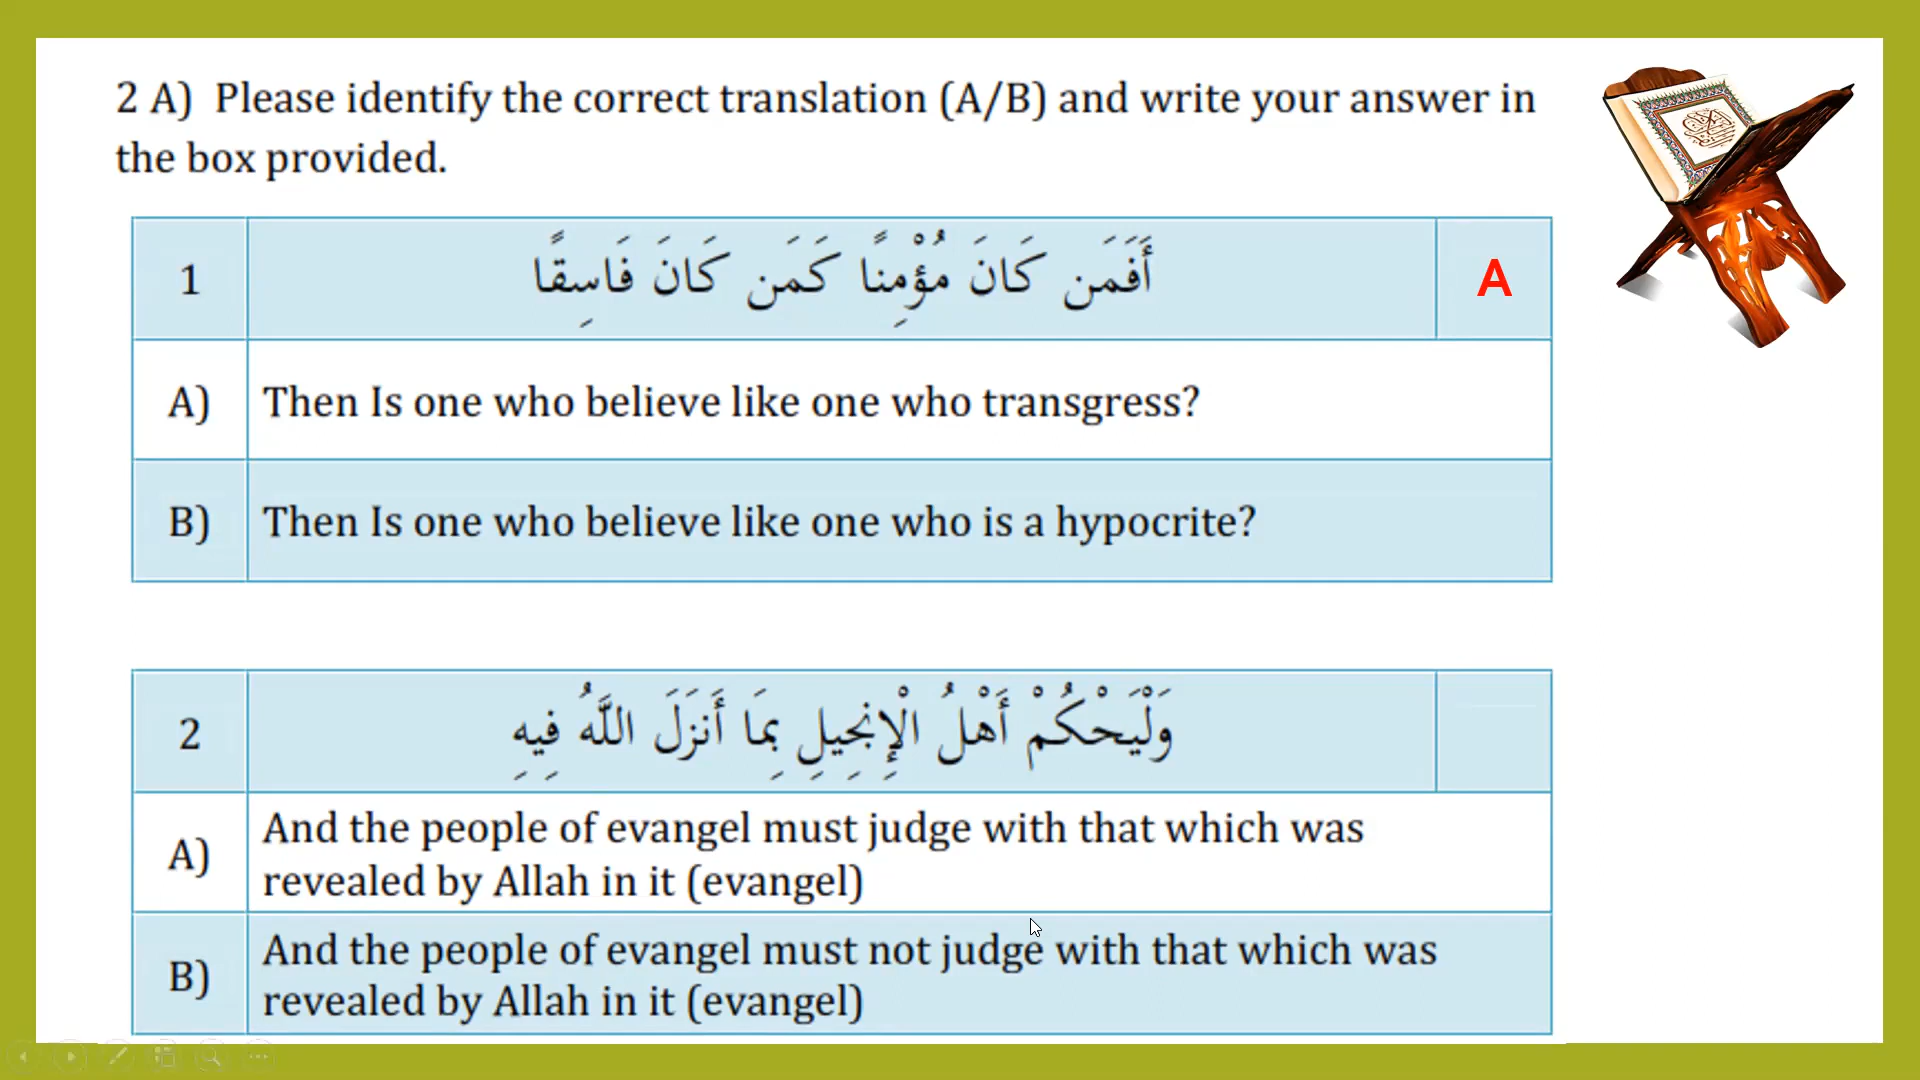 2 A) Please identify the correct translation (A/B) and write your answer in
the box provided.
1
أَفَمَن كَانَ مُؤْمِنًا كَمَن كَانَ فَاسِقًا
A
A)
Then Is one who believe like one who transgress?
B)
Then Is one who believe like one who is a hypocrite?
2
وَلْيَحْكُمْ أَهْلُ الْإِنجِيلِ بِمَا أَنزَلَ اللَّهُ فِيهِ
A)
And the people of evangel must judge with that which was
revealed by Allah in it (evangel)
B)
And the people of evangel must not judge with that which was
revealed by Allah in it (evangel)